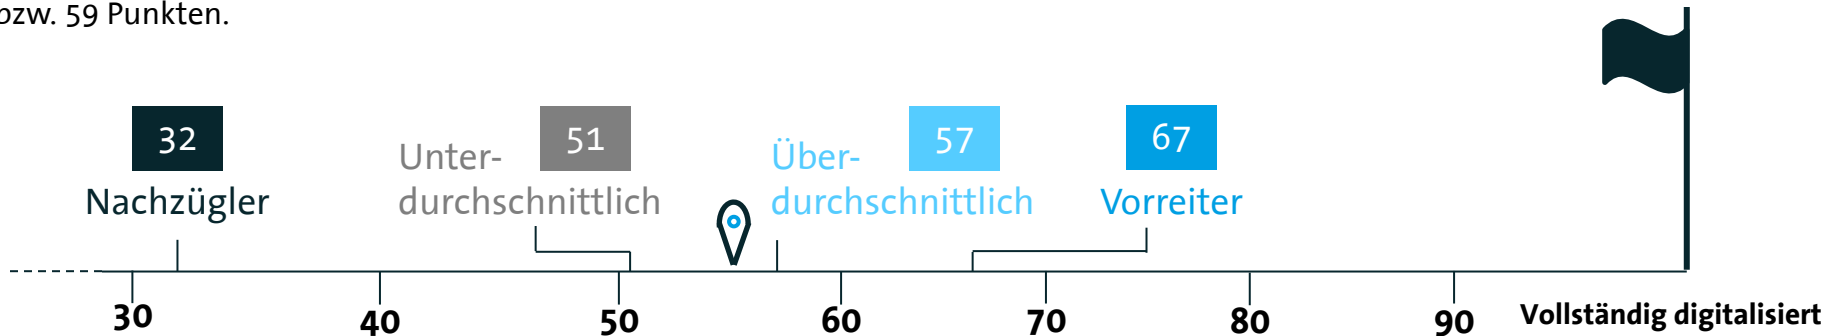 bzw. 59 Punkten.
32
Nachzügler
51
Unter-
durchschnittlich
57
Über-
durchschnittlich
67
Vorreiter
30 40 50 60 70 80 90 Vollständig digitalisiert